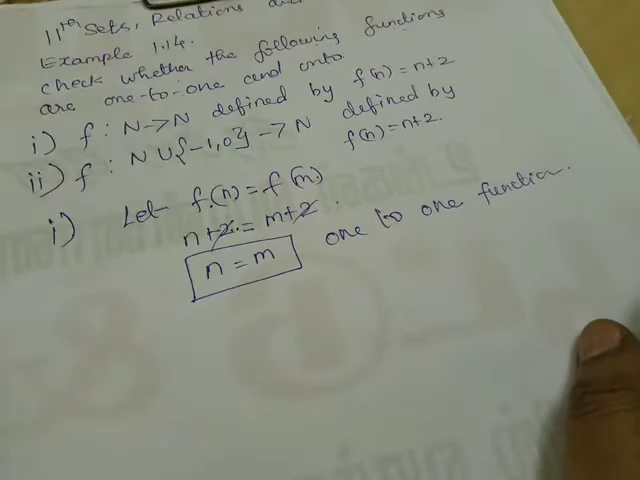 11th Sets, Relations and
Example 1.14.
check whether the following functions
are one-to-one and onto
i) f : N -> N defined by f(n) = n+2
ii) f : N U {-1,0} -> N defined by
f(n) = n+2.
i) Let f(n) = f(m)
n+2 = m+2.
n = m one to one function.